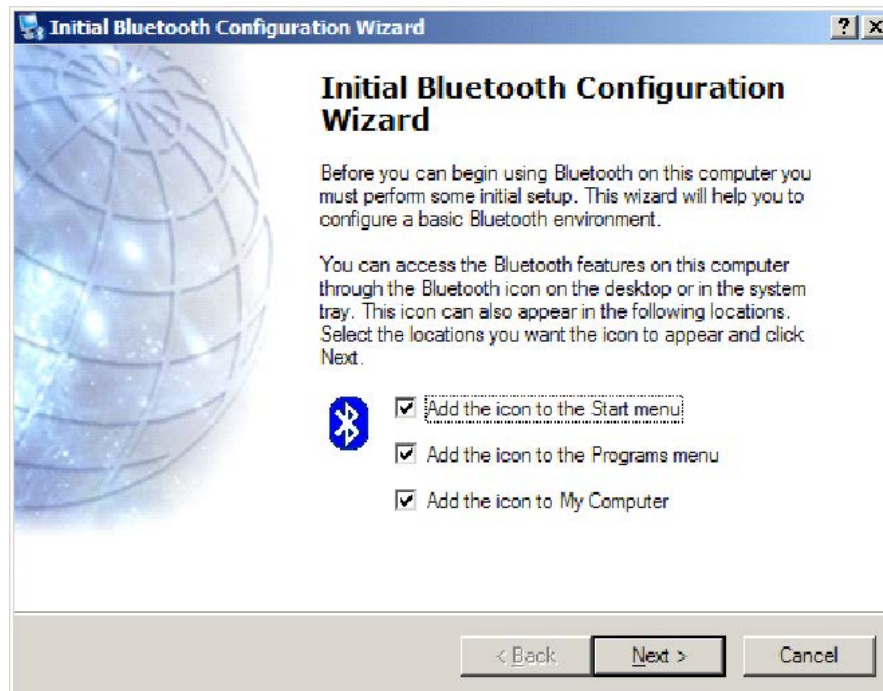 Initial Bluetooth Configuration Wizard
Initial Bluetooth Configuration
Wizard
Before you can begin using Bluetooth on this computer you
must perform some initial setup. This wizard will help you to
configure a basic Bluetooth environment.
You can access the Bluetooth features on this computer
through the Bluetooth icon on the desktop or in the system
tray. This icon can also appear in the following locations.
Select the locations you want the icon to appear and click
Next.
Add the icon to the Start menu
Add the icon to the Programs menu
Add the icon to My Computer
< Back
Next >
Cancel